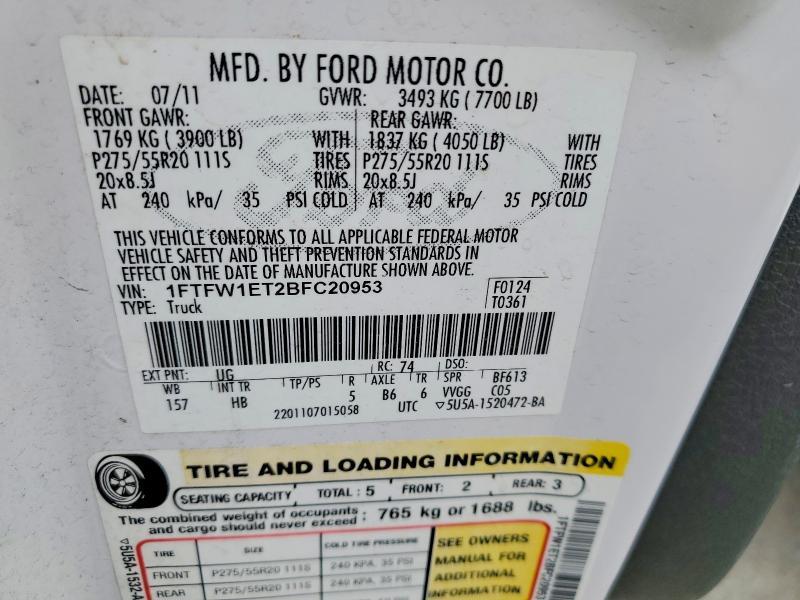 MFD. BY FORD MOTOR CO.
DATE: 07/11 GVWR: 3493 KG ( 7700 LB)
FRONT GAWR: REAR GAWR:
1769 KG ( 3900 LB) WITH 1837 KG ( 4050 LB) WITH
P275/55R20 111S TIRES P275/55R20 111S TIRES
20x8.5J RIMS 20x8.5J RIMS
AT 240 kPa/ 35 PSI COLD AT 240 kPa/ 35 PSI COLD
THIS VEHICLE CONFORMS TO ALL APPLICABLE FEDERAL MOTOR
VEHICLE SAFETY AND THEFT PREVENTION STANDARDS IN
EFFECT ON THE DATE OF MANUFACTURE SHOWN ABOVE.
VIN: 1FTFW1ET2BFC20953 F0124
TYPE: Truck T0361
EXT PNT: UG RC: 74 DSO:
WB INT TR TP/PS R AXLE TR SPR BF613
157 HB 5 B6 6 VVGG C05
2201107015058 UTC ▽5U5A-1520472-BA
TIRE AND LOADING INFORMATION
SEATING CAPACITY TOTAL : 5 FRONT: 2 REAR: 3
The combined weight of occupants and cargo should never exceed : 765 kg or 1688 lbs.
TIRE SIZE COLD TIRE PRESSURE
FRONT P275/55R20 111S 240 KPA, 35 PSI
REAR P275/55R20 111S 240 KPA, 35 PSI
SEE OWNERS
MANUAL FOR
ADDITIONAL
INFORMATION